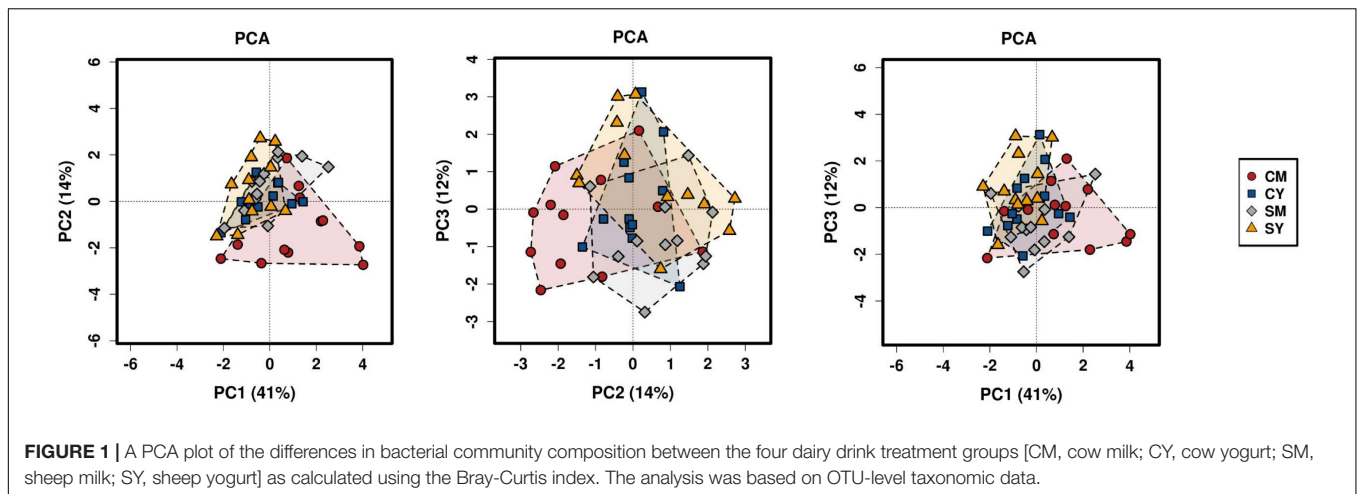 PCA
6
4
2
0
-2
-4
-6
PC2 (14%)
-6 -4 -2 0 2 4 6
PC1 (41%)
PCA
4
3
2
1
0
-1
-2
-3
PC3 (12%)
-3 -2 -1 0 1 2 3
PC2 (14%)
PCA
6
4
2
0
-2
-4
PC3 (12%)
-6 -4 -2 0 2 4
PC1 (41%)
CM
CY
SM
SY
FIGURE 1 | A PCA plot of the differences in bacterial community composition between the four dairy drink treatment groups [CM, cow milk; CY, cow yogurt; SM,
sheep milk; SY, sheep yogurt] as calculated using the Bray-Curtis index. The analysis was based on OTU-level taxonomic data.